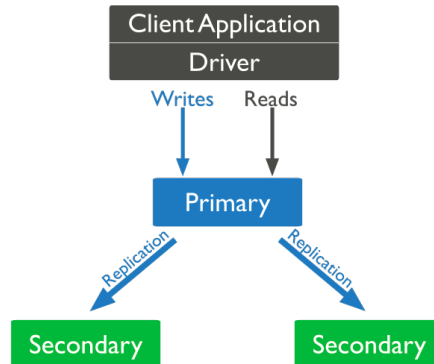 Client Application
Driver
Writes Reads
Primary
Replication Replication
Secondary Secondary